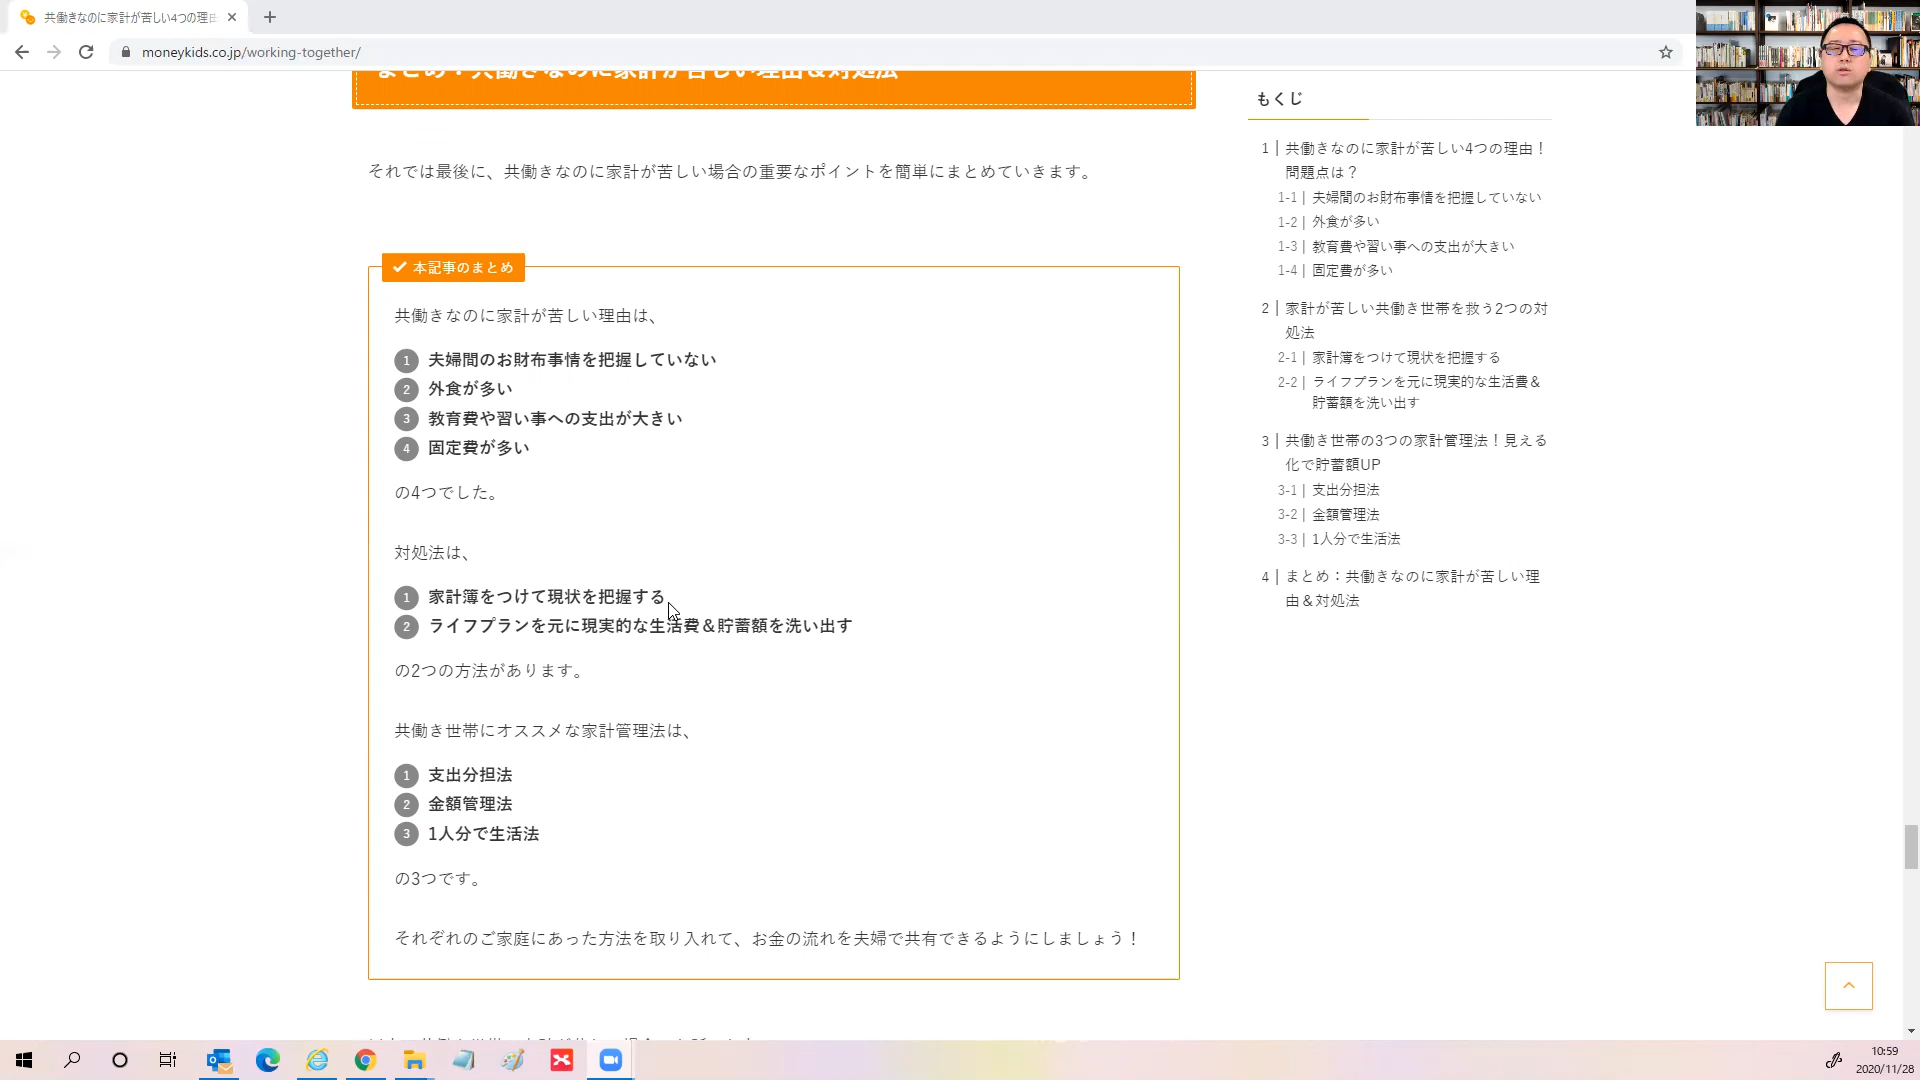 共働きなのに家計が苦しい4つの理由
moneykids.co.jp/working-together/
まとめ：共働きなのに家計が苦しい理由＆対処法
それでは最後に、共働きなのに家計が苦しい場合の重要なポイントを簡単にまとめていきます。
本記事のまとめ
共働きなのに家計が苦しい理由は、
1 夫婦間のお財布事情を把握していない
2 外食が多い
3 教育費や習い事への支出が大きい
4 固定費が多い
の4つでした。
対処法は、
1 家計簿をつけて現状を把握する
2 ライフプランを元に現実的な生活費＆貯蓄額を洗い出す
の2つの方法があります。
共働き世帯にオススメな家計管理法は、
1 支出分担法
2 金額管理法
3 1人分で生活法
の3つです。
それぞれのご家庭にあった方法を取り入れて、お金の流れを夫婦で共有できるようにしましょう！
もくじ
1 共働きなのに家計が苦しい4つの理由！
問題点は？
1-1 夫婦間のお財布事情を把握していない
1-2 外食が多い
1-3 教育費や習い事への支出が大きい
1-4 固定費が多い
2 家計が苦しい共働き世帯を救う2つの対
処法
2-1 家計簿をつけて現状を把握する
2-2 ライフプランを元に現実的な生活費＆
貯蓄額を洗い出す
3 共働き世帯の3つの家計管理法！見える
化で貯蓄額UP
3-1 支出分担法
3-2 金額管理法
3-3 1人分で生活法
4 まとめ：共働きなのに家計が苦しい理
由＆対処法
10:59
2020/11/28